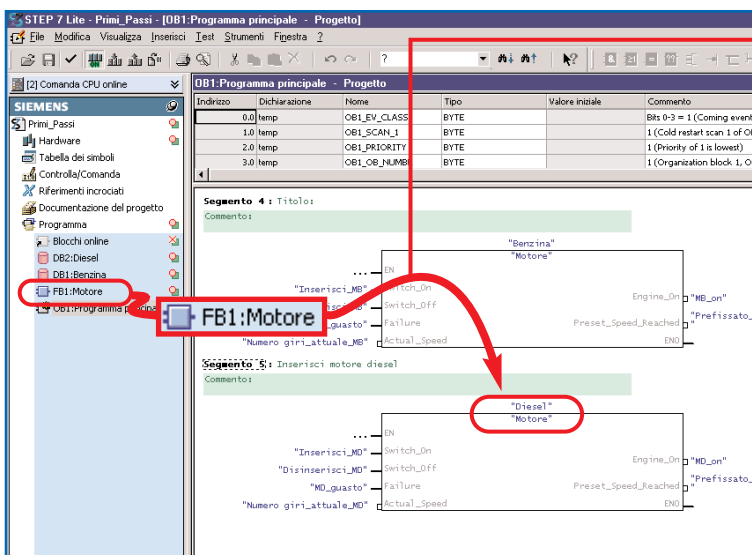 STEP 7 Lite - Primi_Passi - [OB1:Programma principale - Progetto]
File Modifica Visualizza Inserisci Test Strumenti Finestra ?
?
[2] Comanda CPU online
OB1:Programma principale - Progetto
SIEMENS
Primi_Passi
Hardware
Tabella dei simboli
Controlla/Comanda
Riferimenti incrociati
Documentazione del progetto
Programma
Blocchi online
DB2:Diesel
DB1:Benzina
FB1:Motore
OB1:Programma
FB1:Motore
Indirizzo Dichiarazione Nome Tipo Valore iniziale Commento
0.0 temp OB1_EV_CLASS BYTE Bits 0-3 = 1 (Coming event
1.0 temp OB1_SCAN_1 BYTE 1 (Cold restart scan 1 of O
2.0 temp OB1_PRIORITY BYTE 1 (Priority of 1 is lowest)
3.0 temp OB1_OB_NUMB BYTE 1 (Organization block 1, O
Segmento 4 : Titolo:
Commento:
"Benzina"
"Motore"
... EN
"Inserisci_MB" Switch_On
Switch_Off
Engine_On "MB_on"
_guasto" Failure
Preset_Speed_Reached "Prefissato_
"Numero giri_attuale_MB" Actual_Speed
ENO
Segmento 5 : Inserisci motore diesel
Commento:
"Diesel"
"Motore"
... EN
"Inserisci_MD" Switch_On
"Disinserisci_MD" Switch_Off
Engine_On "MD_on"
"MD_guasto" Failure
Preset_Speed_Reached "Prefissato_
"Numero giri_attuale_MD" Actual_Speed
ENO